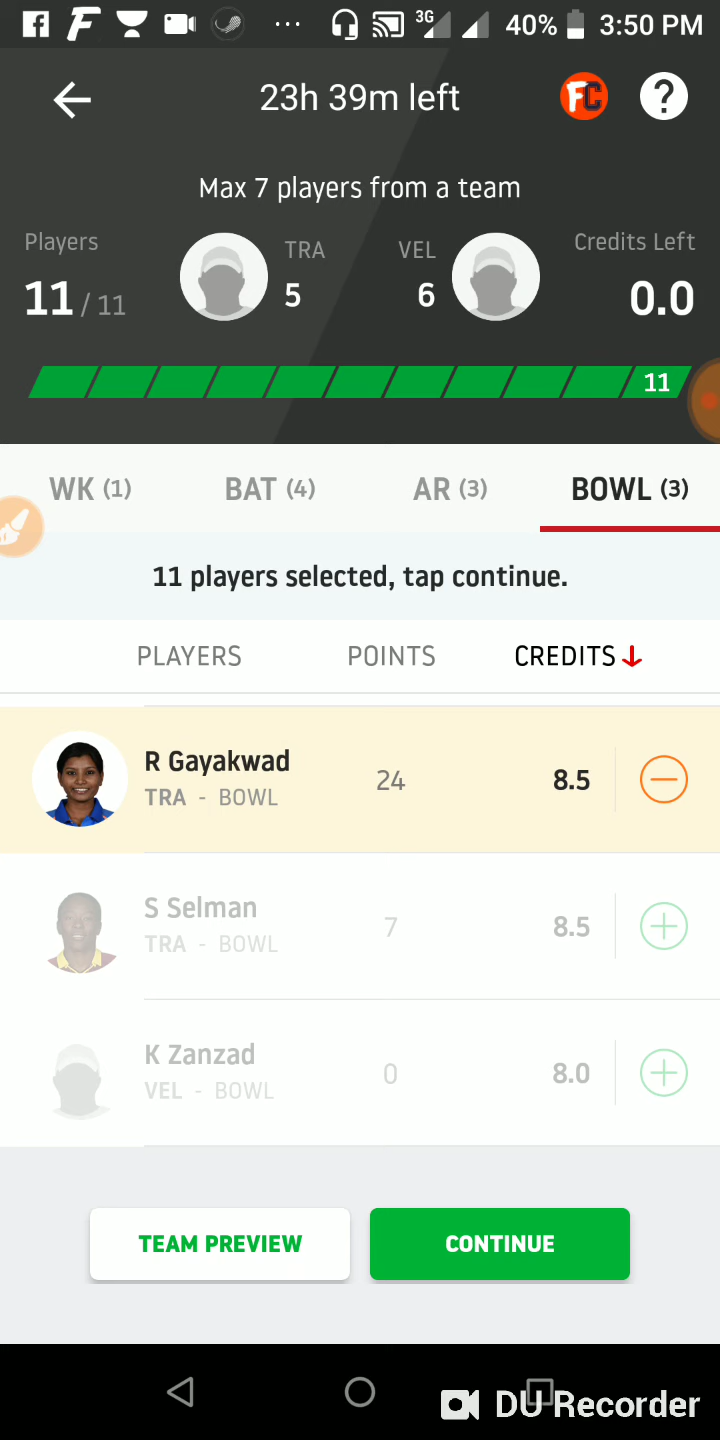 3G 40% 3:50 PM
23h 39m left
FC ?
Max 7 players from a team
Players TRA VEL Credits Left
11 / 11 5 6 0.0
11
WK (1) BAT (4) AR (3) BOWL (3)
11 players selected, tap continue.
PLAYERS POINTS CREDITS
R Gayakwad 24 8.5
TRA - BOWL
S Selman 7 8.5
TRA - BOWL
K Zanzad 0 8.0
VEL - BOWL
TEAM PREVIEW CONTINUE
DU Recorder